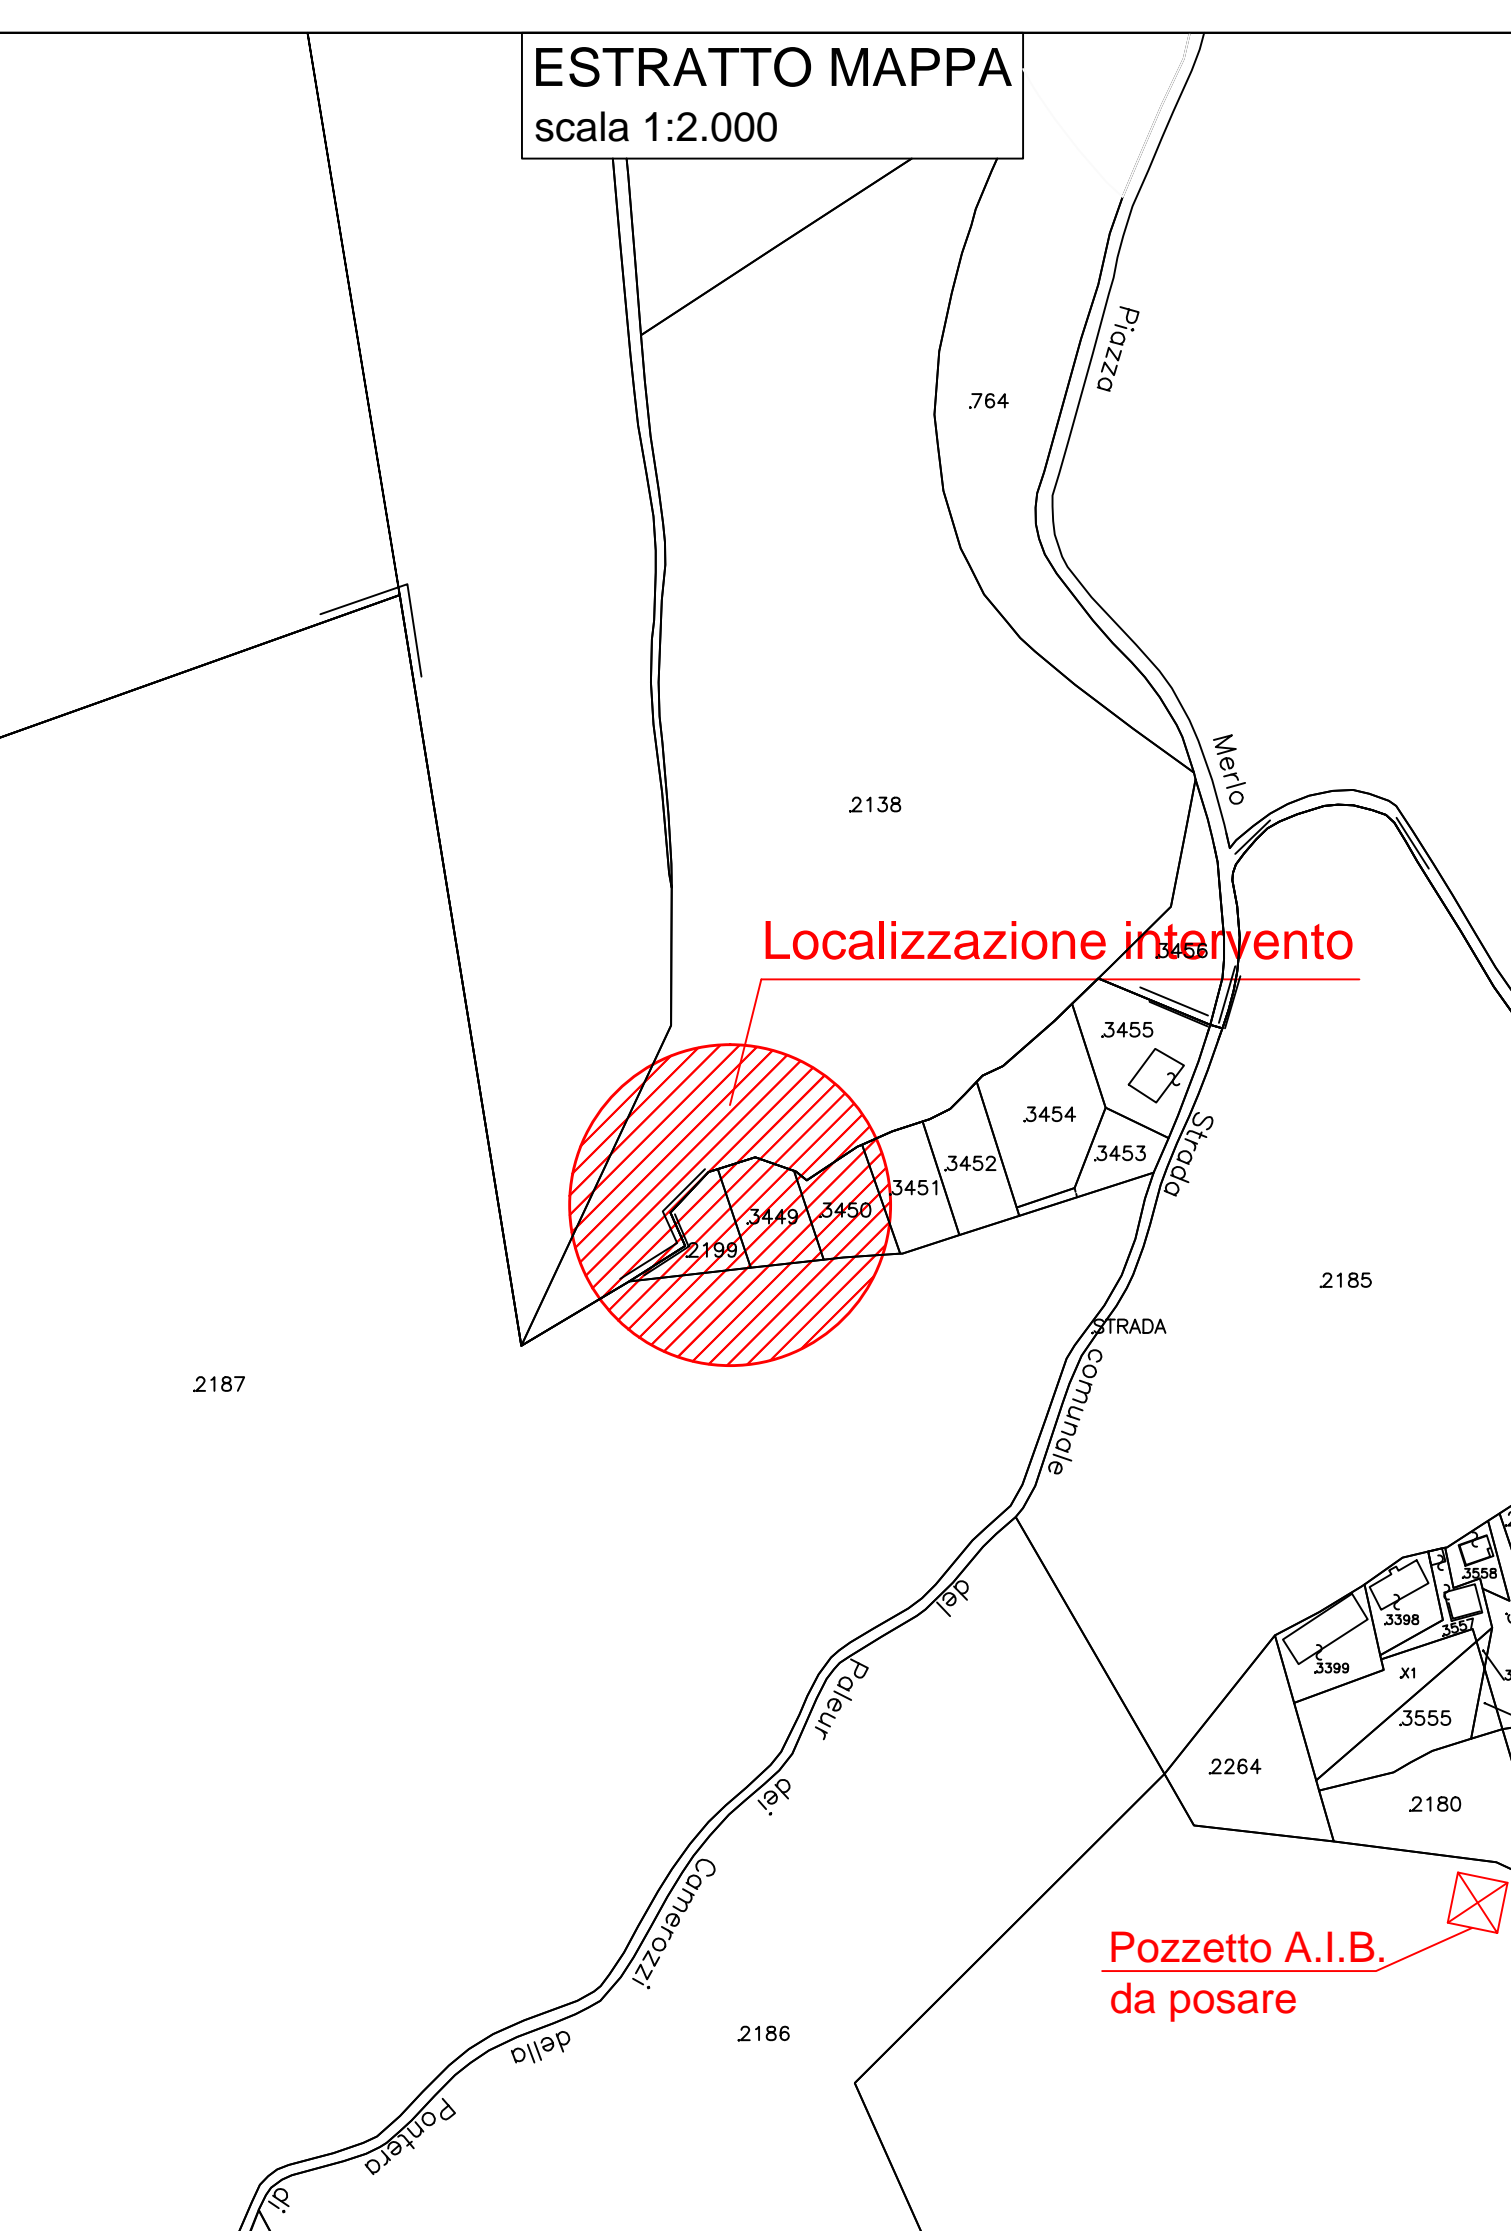 ESTRATTO MAPPA
scala 1:2.000
Piazza
.764
Merlo
.2138
Localizzazione intervento
.3456
.3455
.3454
Strada
.3453
.3452
.3451
.3450
.3449
.2199
.2185
.STRADA
comunale
.2187
.3558
del
.3398
.3557
.3399
.X1
Paleur
.3555
.2264
dei
.2180
Camerozzi
Pozzetto A.I.B.
da posare
.2186
della
Pontera
di